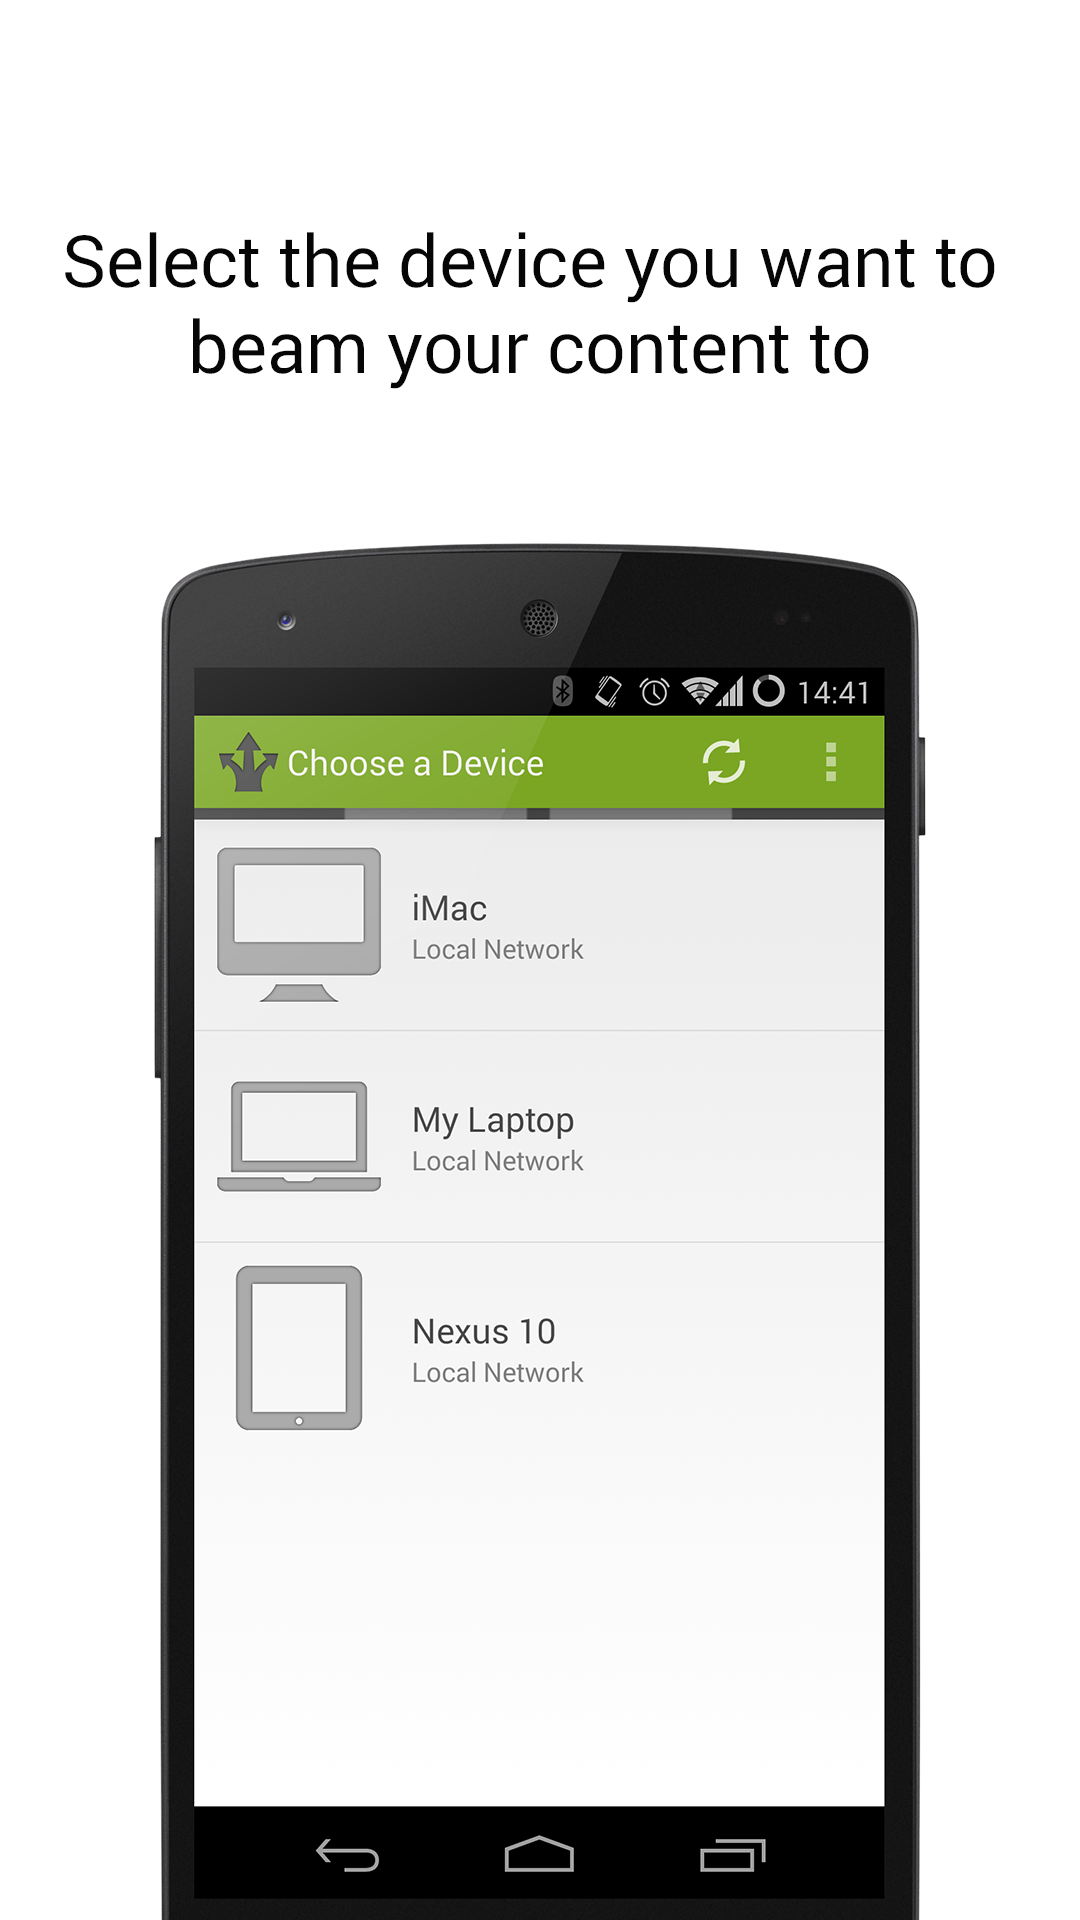 Select the device you want to
beam your content to
14:41
Choose a Device
iMac
Local Network
My Laptop
Local Network
Nexus 10
Local Network